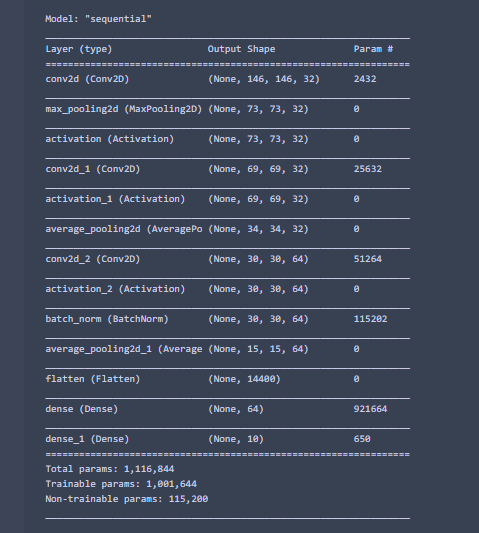 Model: "sequential"
_________________________________________________________________
Layer (type)                 Output Shape              Param #
=================================================================
conv2d (Conv2D)              (None, 146, 146, 32)      2432
_________________________________________________________________
max_pooling2d (MaxPooling2D) (None, 73, 73, 32)        0
_________________________________________________________________
activation (Activation)      (None, 73, 73, 32)        0
_________________________________________________________________
conv2d_1 (Conv2D)            (None, 69, 69, 32)        25632
_________________________________________________________________
activation_1 (Activation)    (None, 69, 69, 32)        0
_________________________________________________________________
average_pooling2d (AveragePo (None, 34, 34, 32)        0
_________________________________________________________________
conv2d_2 (Conv2D)            (None, 30, 30, 64)        51264
_________________________________________________________________
activation_2 (Activation)    (None, 30, 30, 64)        0
_________________________________________________________________
batch_norm (BatchNorm)       (None, 30, 30, 64)        115202
_________________________________________________________________
average_pooling2d_1 (Average (None, 15, 15, 64)        0
_________________________________________________________________
flatten (Flatten)            (None, 14400)             0
_________________________________________________________________
dense (Dense)                (None, 64)                921664
_________________________________________________________________
dense_1 (Dense)              (None, 10)                650
=================================================================
Total params: 1,116,844
Trainable params: 1,001,644
Non-trainable params: 115,200
_________________________________________________________________